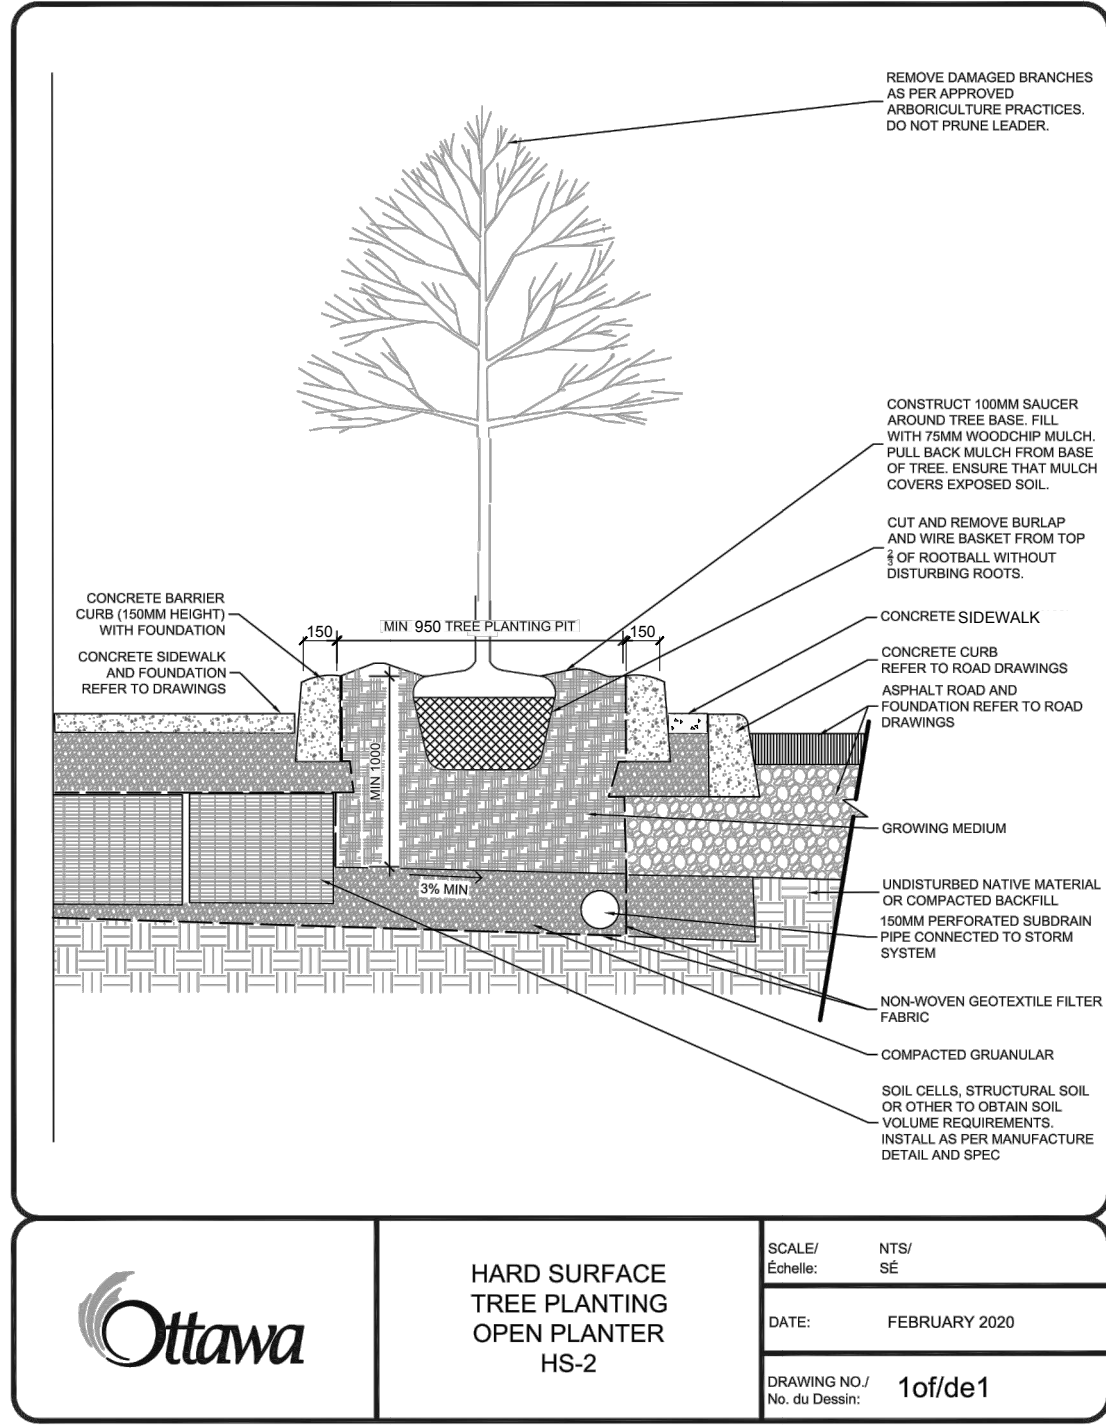 REMOVE DAMAGED BRANCHES
AS PER APPROVED
ARBORICULTURE PRACTICES.
DO NOT PRUNE LEADER.
CONSTRUCT 100MM SAUCER
AROUND TREE BASE. FILL
WITH 75MM WOODCHIP MULCH.
PULL BACK MULCH FROM BASE
OF TREE. ENSURE THAT MULCH
COVERS EXPOSED SOIL.
CUT AND REMOVE BURLAP
AND WIRE BASKET FROM TOP
2/3 OF ROOTBALL WITHOUT
DISTURBING ROOTS.
CONCRETE BARRIER
CURB (150MM HEIGHT)
WITH FOUNDATION
CONCRETE SIDEWALK
AND FOUNDATION
REFER TO DRAWINGS
150
MIN 950 TREE PLANTING PIT
150
CONCRETE SIDEWALK
CONCRETE CURB
REFER TO ROAD DRAWINGS
ASPHALT ROAD AND
FOUNDATION REFER TO ROAD
DRAWINGS
MIN 1000
3% MIN
GROWING MEDIUM
UNDISTURBED NATIVE MATERIAL
OR COMPACTED BACKFILL
150MM PERFORATED SUBDRAIN
PIPE CONNECTED TO STORM
SYSTEM
NON-WOVEN GEOTEXTILE FILTER
FABRIC
COMPACTED GRUANULAR
SOIL CELLS, STRUCTURAL SOIL
OR OTHER TO OBTAIN SOIL
VOLUME REQUIREMENTS.
INSTALL AS PER MANUFACTURE
DETAIL AND SPEC
Ottawa
HARD SURFACE
TREE PLANTING
OPEN PLANTER
HS-2
SCALE/ NTS/
Échelle: SÉ
DATE: FEBRUARY 2020
DRAWING NO./
No. du Dessin: 1of/de1